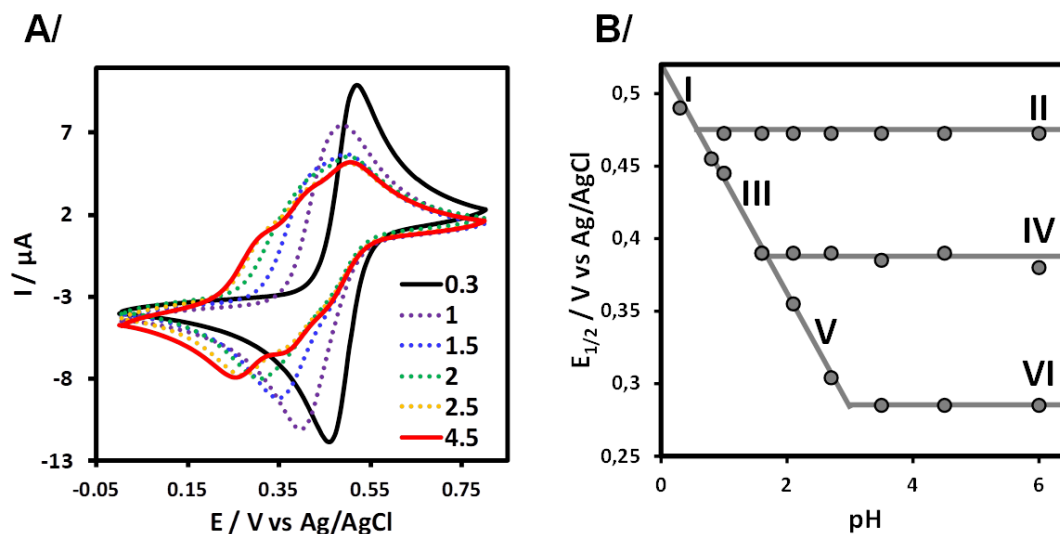 A/
7
2
-3
-8
-13
I / µA
0.3
1
1.5
2
2.5
4.5
-0.05 0.15 0.35 0.55 0.75
E / V vs Ag/AgCl
B/
0,5
0,45
0,4
0,35
0,3
0,25
E1/2 / V vs Ag/AgCl
I
II
III
IV
V
VI
0 2 4 6
pH